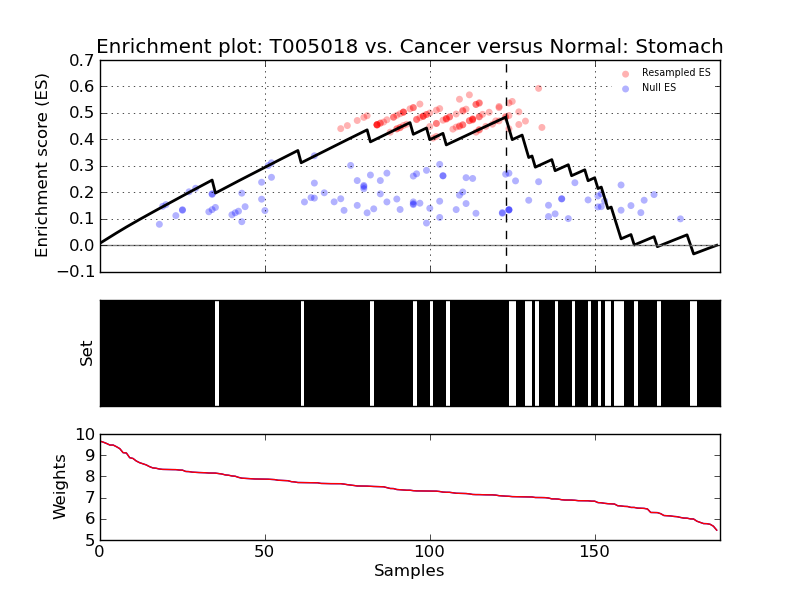 Enrichment plot: T005018 vs. Cancer versus Normal: Stomach
0.7
0.6
0.5
0.4
0.3
0.2
0.1
0.0
−0.1
Enrichment score (ES)
Resampled ES
Null ES
Set
10
9
8
7
6
5
Weights
0
50
100
150
Samples